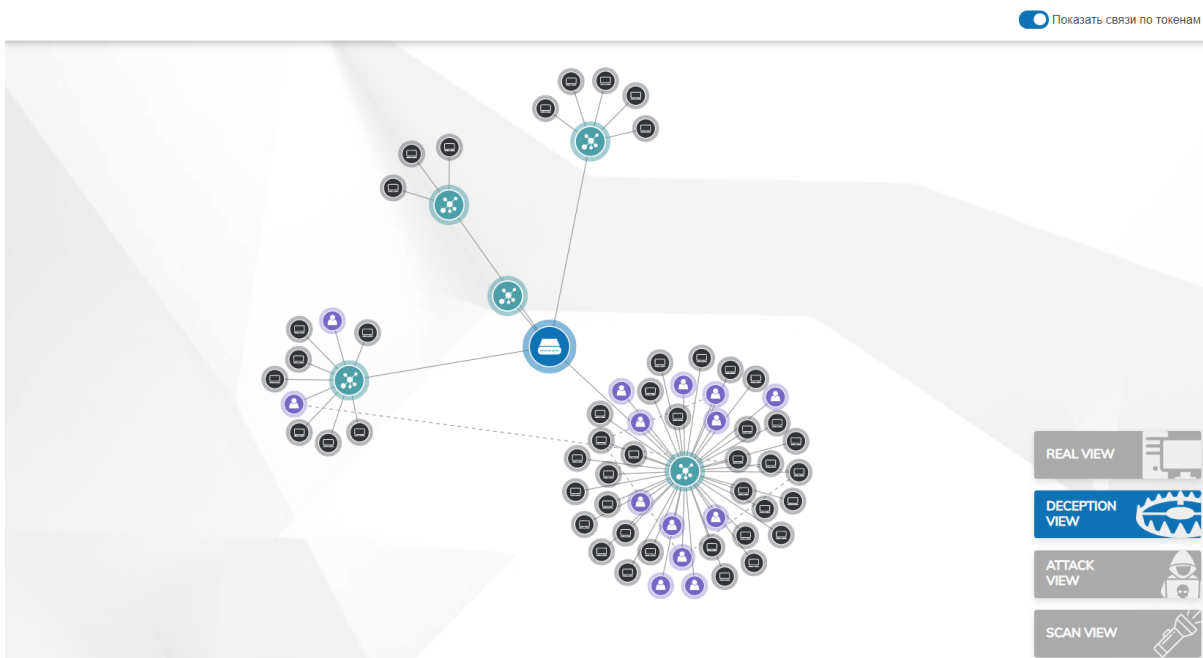 Показать связи по токенам
REAL VIEW
DECEPTION
VIEW
ATTACK
VIEW
SCAN VIEW